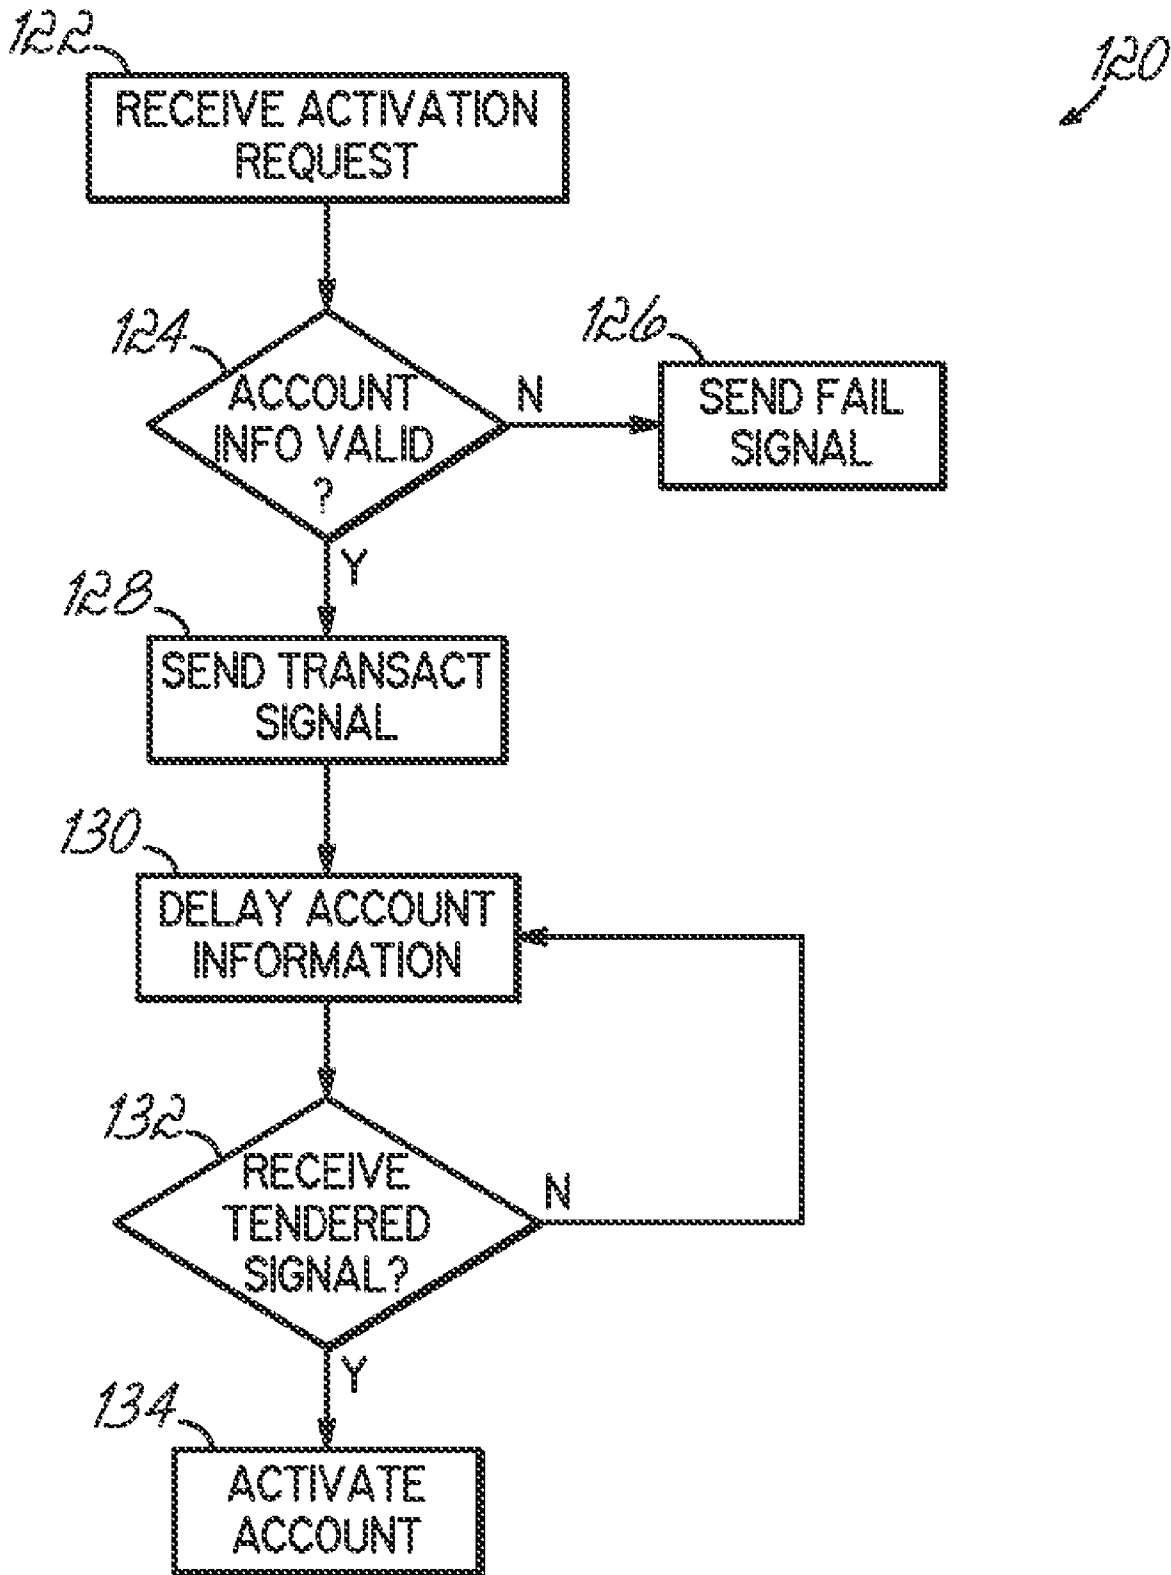 122
120
RECEIVE ACTIVATION
REQUEST
124
ACCOUNT
INFO VALID
?
N
126
SEND FAIL
SIGNAL
Y
128
SEND TRANSACT
SIGNAL
130
DELAY ACCOUNT
INFORMATION
132
RECEIVE
TENDERED
SIGNAL?
N
Y
134
ACTIVATE
ACCOUNT